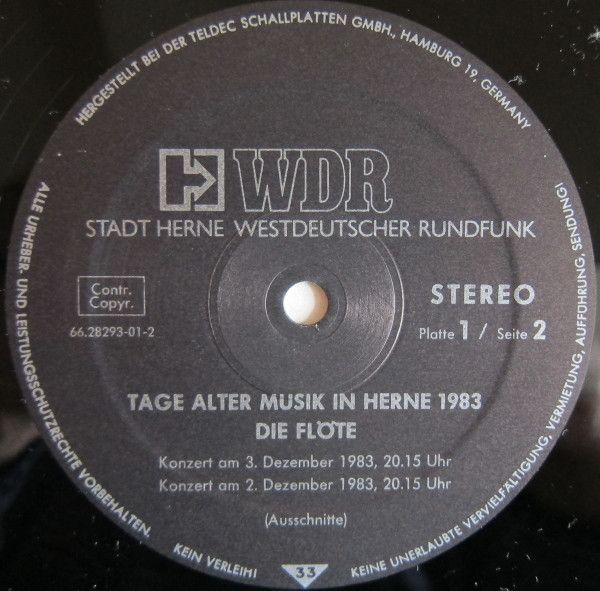 HERGESTELLT BEI DER TELDEC SCHALLPLATTEN GMBH., HAMBURG 19, GERMANY
WDR
STADT HERNE WESTDEUTSCHER RUNDFUNK
Contr.
Copyr.
66.28293-01-2
STEREO
Platte 1 / Seite 2
TAGE ALTER MUSIK IN HERNE 1983
DIE FLÖTE
Konzert am 3. Dezember 1983, 20.15 Uhr
Konzert am 2. Dezember 1983, 20.15 Uhr
(Ausschnitte)
ALLE URHEBER- UND LEISTUNGSSCHUTZRECHTE VORBEHALTEN.
KEIN VERLEIH!
33
KEINE UNERLAUBTE VERVIELFÄLTIGUNG, VERMIETUNG, AUFFÜHRUNG, SENDUNG!